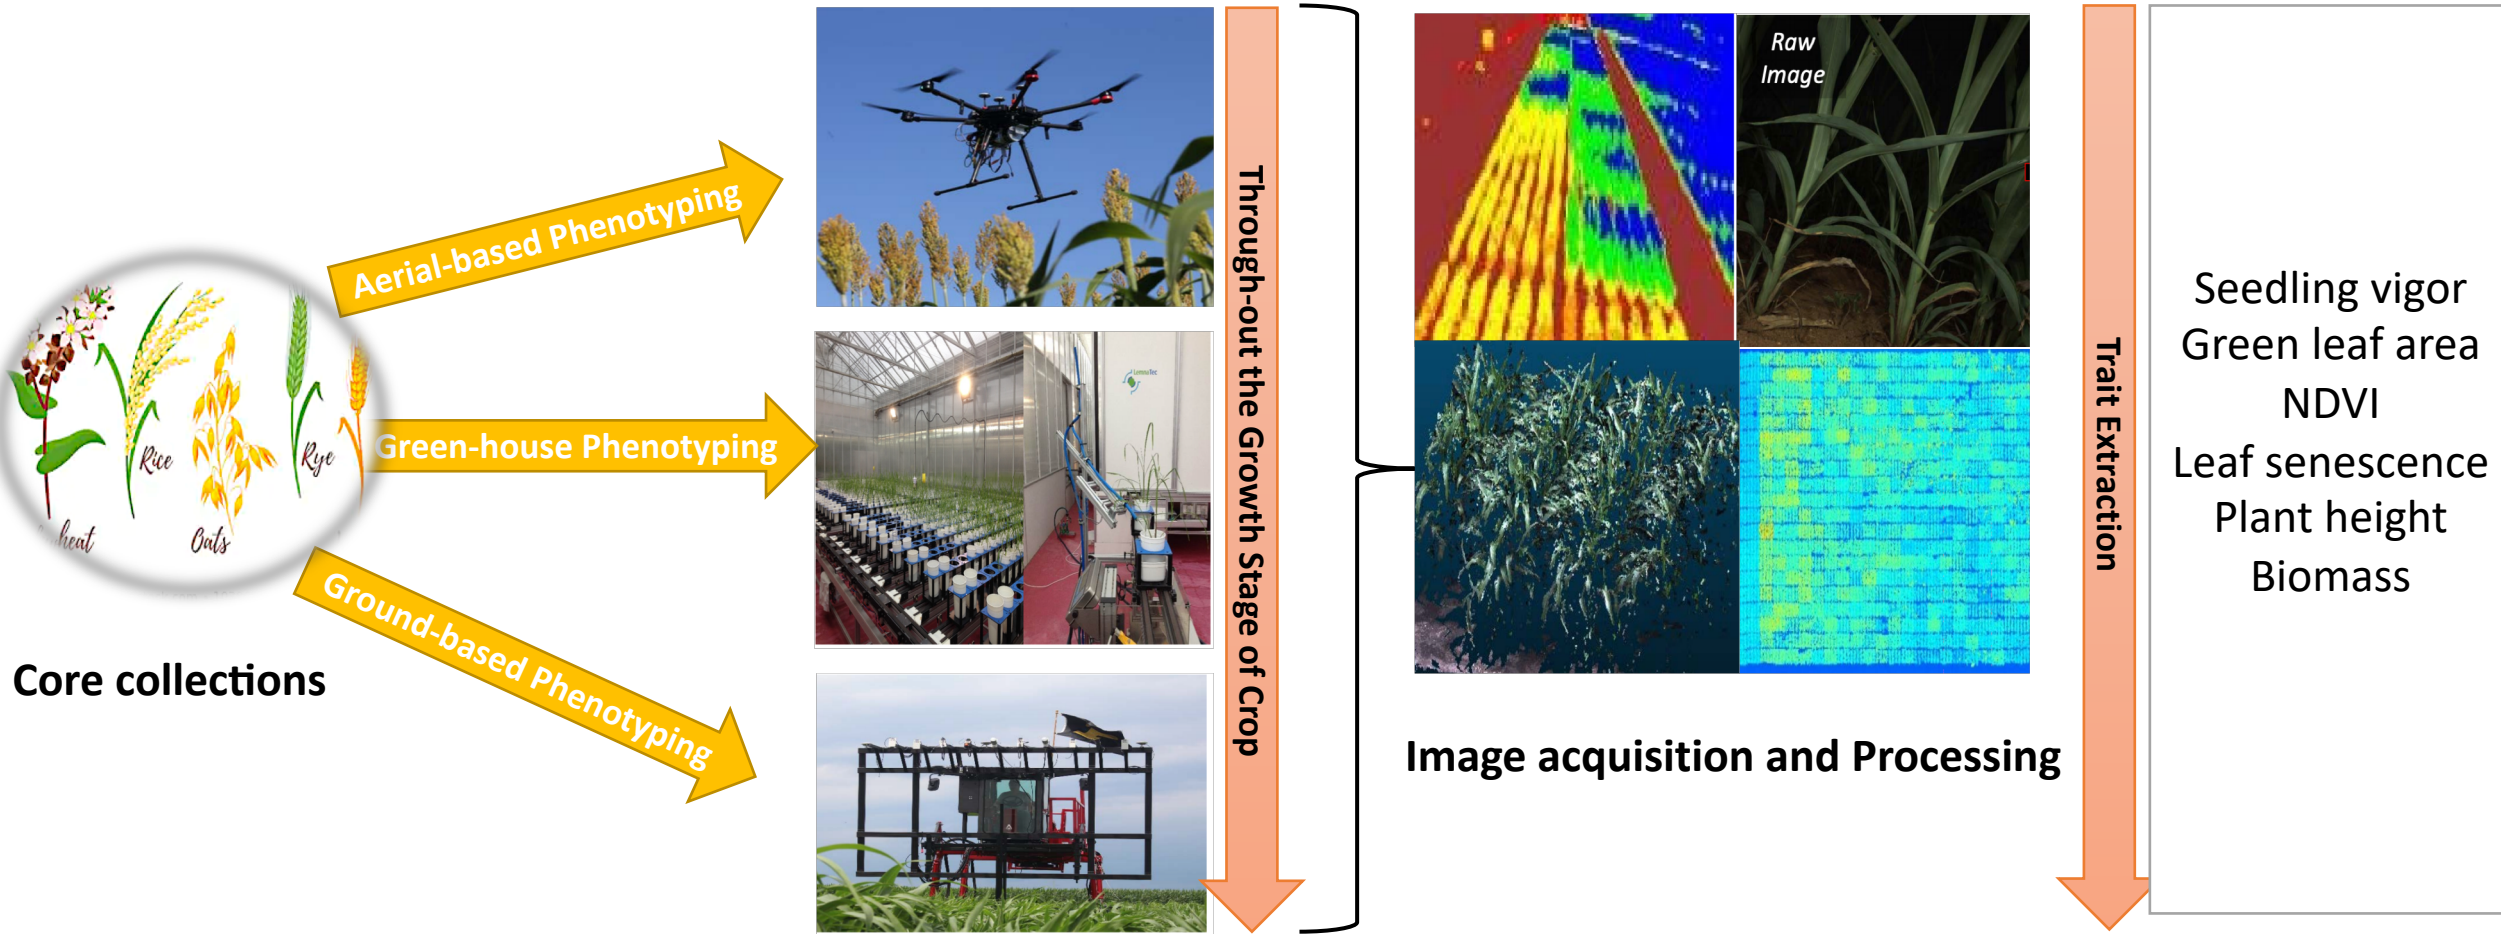 Aerial-based Phenotyping
Green-house Phenotyping
Ground-based Phenotyping
Rice
Rye
heat
Oats
Core collections
LemnaTec
Through-out the Growth Stage of Crop
Raw
Image
Image acquisition and Processing
Trait Extraction
Seedling vigor
Green leaf area
NDVI
Leaf senescence
Plant height
Biomass